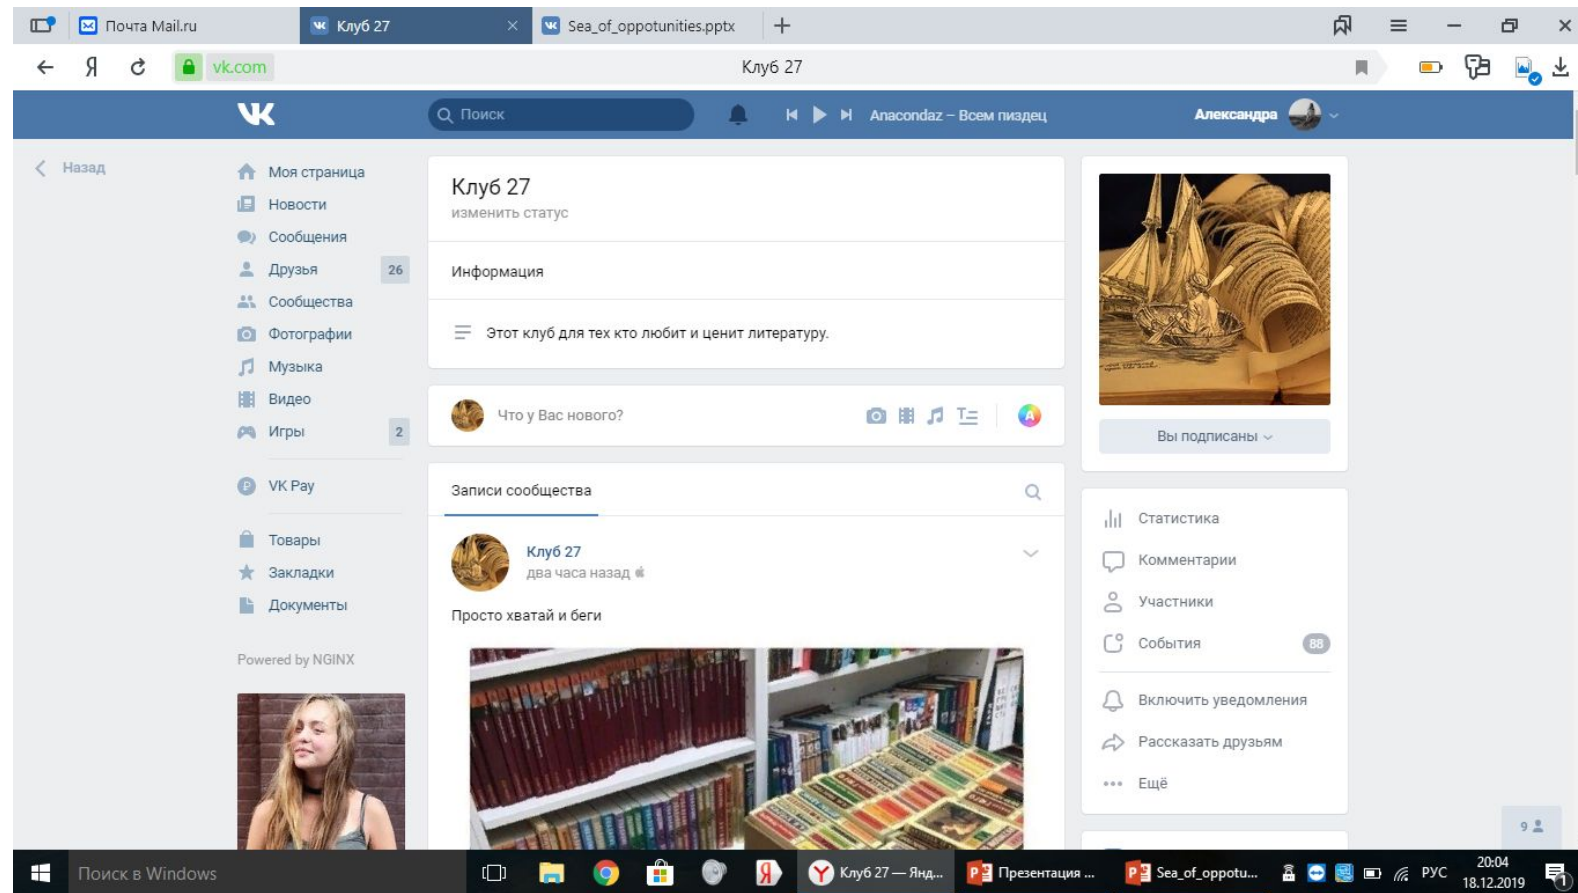 Почта Mail.ru
Клуб 27
Sea_of_oppotunities.pptx
Я
vk.com
Клуб 27
Поиск
Anacondaz – Всем пиздец
Александра
Назад
Моя страница
Новости
Сообщения
Друзья 26
Сообщества
Фотографии
Музыка
Видео
Игры 2
VK Pay
Товары
Закладки
Документы
Powered by NGINX
Клуб 27
изменить статус
Информация
Этот клуб для тех кто любит и ценит литературу.
Что у Вас нового?
Записи сообщества
Клуб 27
два часа назад
Просто хватай и беги
Вы подписаны
Статистика
Комментарии
Участники
События 88
Включить уведомления
Рассказать друзьям
Ещё
9
Поиск в Windows
Клуб 27 — Янд...
Презентация ...
Sea_of_oppotu...
РУС
20:04
18.12.2019
1